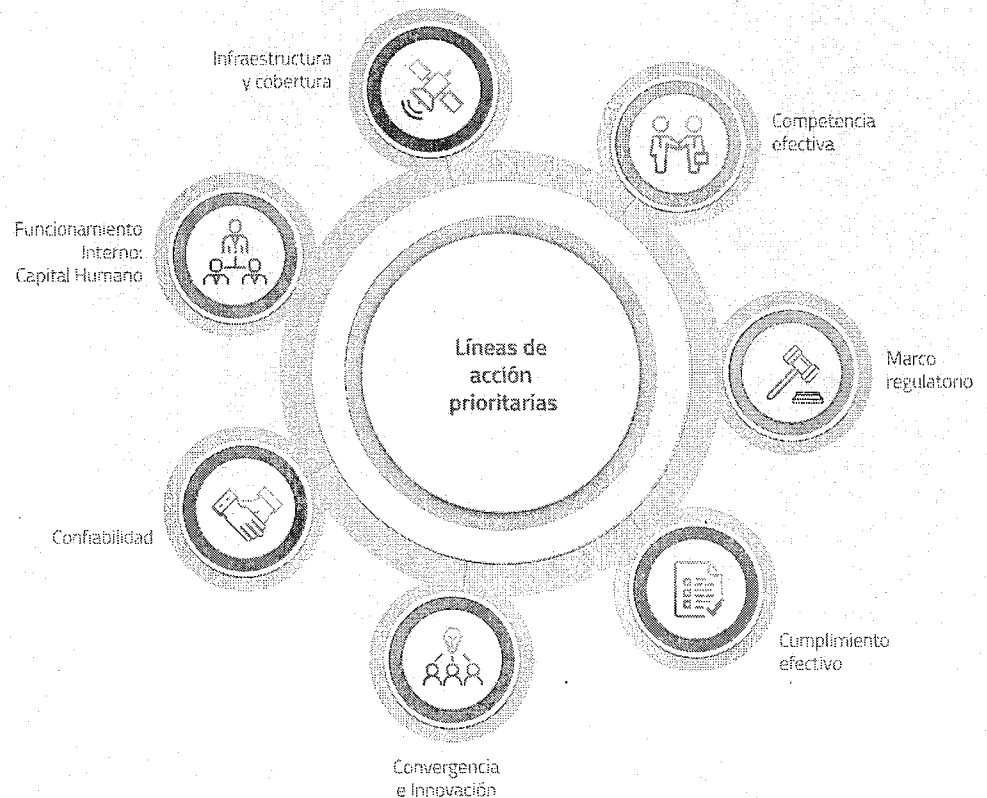 Infraestructura
y cobertura
Competencia
efectiva
Funcionamiento
Interno:
Capital Humano
Líneas de
acción
prioritarias
Marco
regulatorio
Confiabilidad
Cumplimiento
efectivo
Convergencia
e Innovación